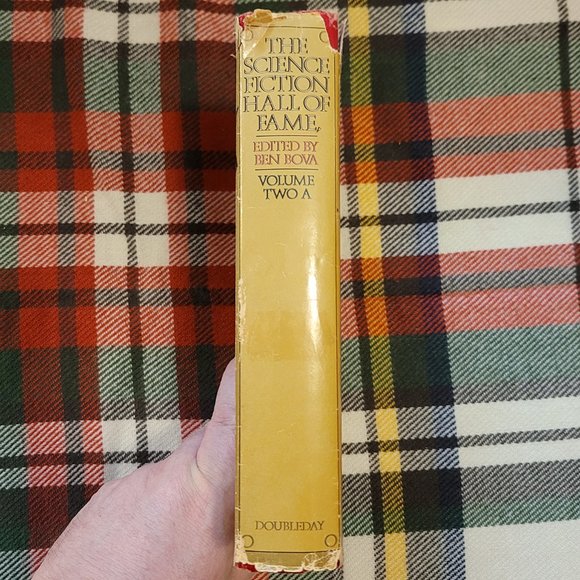 THE
SCIENCE
FICTION
HALL OF
FAME
EDITED BY
BEN BOVA
VOLUME
TWO A
DOUBLEDAY